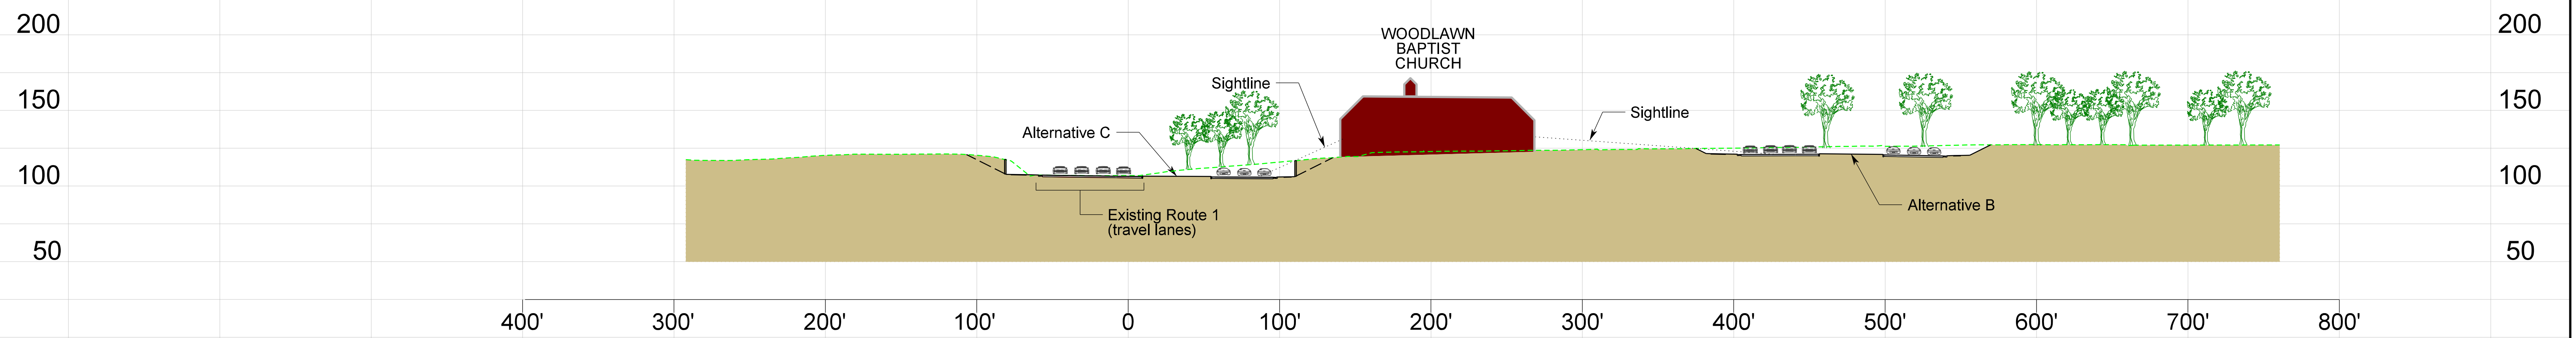 200
200
WOODLAWN
BAPTIST
CHURCH
Sightline
Sightline
150
150
Alternative C
100
100
Existing Route 1
(travel lanes)
Alternative B
50
50
400'
300'
200'
100'
0
100'
200'
300'
400'
500'
600'
700'
800'